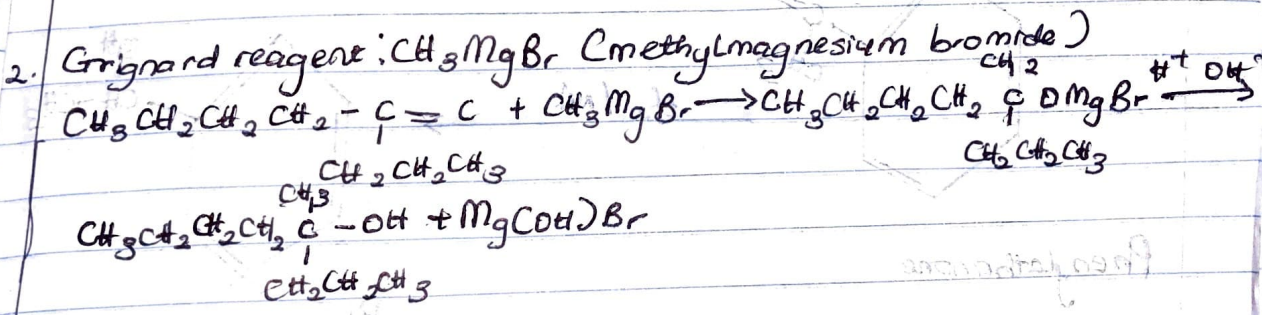 2. Grignard reagent : CH3MgBr (methylmagnesium bromide)
CH2
CH3CH2CH2CH2 - C = C + CH3MgBr → CH3CH2CH2CH2 C OMgBr H+ OH-
CH2CH2CH3 CH2CH2CH3
CH3
CH3CH2CH2CH2 C - OH + Mg(OH)Br
CH2CH2CH3